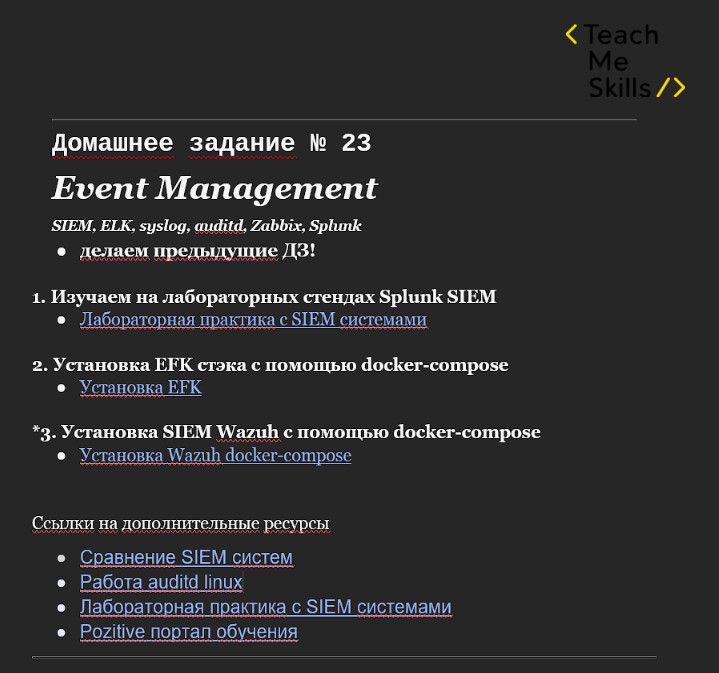 <Teach
Me
Skills/>
Домашнее задание № 23
Event Management
SIEM, ELK, syslog, auditd, Zabbix, Splunk
• делаем предыдущие ДЗ!
1. Изучаем на лабораторных стендах Splunk SIEM
• Лабораторная практика с SIEM системами
2. Установка EFK стэка с помощью docker-compose
• Установка EFK
*3. Установка SIEM Wazuh с помощью docker-compose
• Установка Wazuh docker-compose
Ссылки на дополнительные ресурсы
• Сравнение SIEM систем
• Работа auditd linux
• Лабораторная практика с SIEM системами
• Pozitive портал обучения